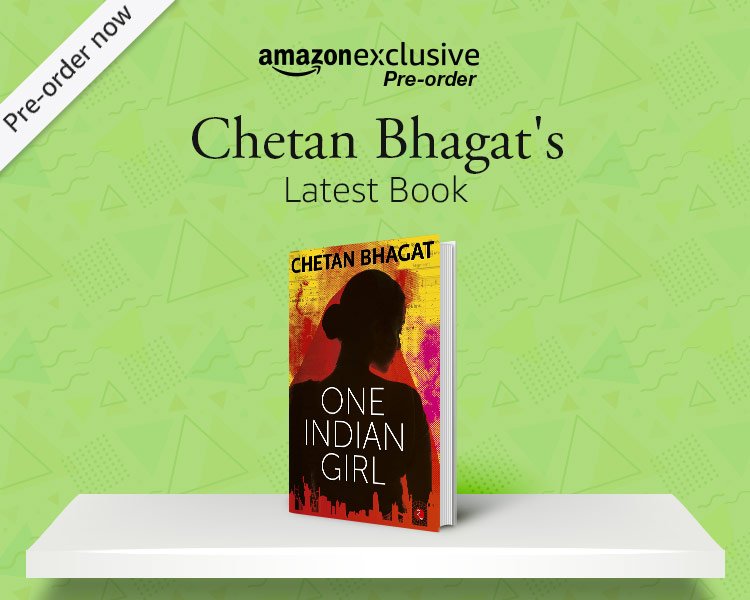 Pre-order now
amazonexclusive
Pre-order
Chetan Bhagat's
Latest Book
CHETAN BHAGAT
ONE
INDIAN
GIRL